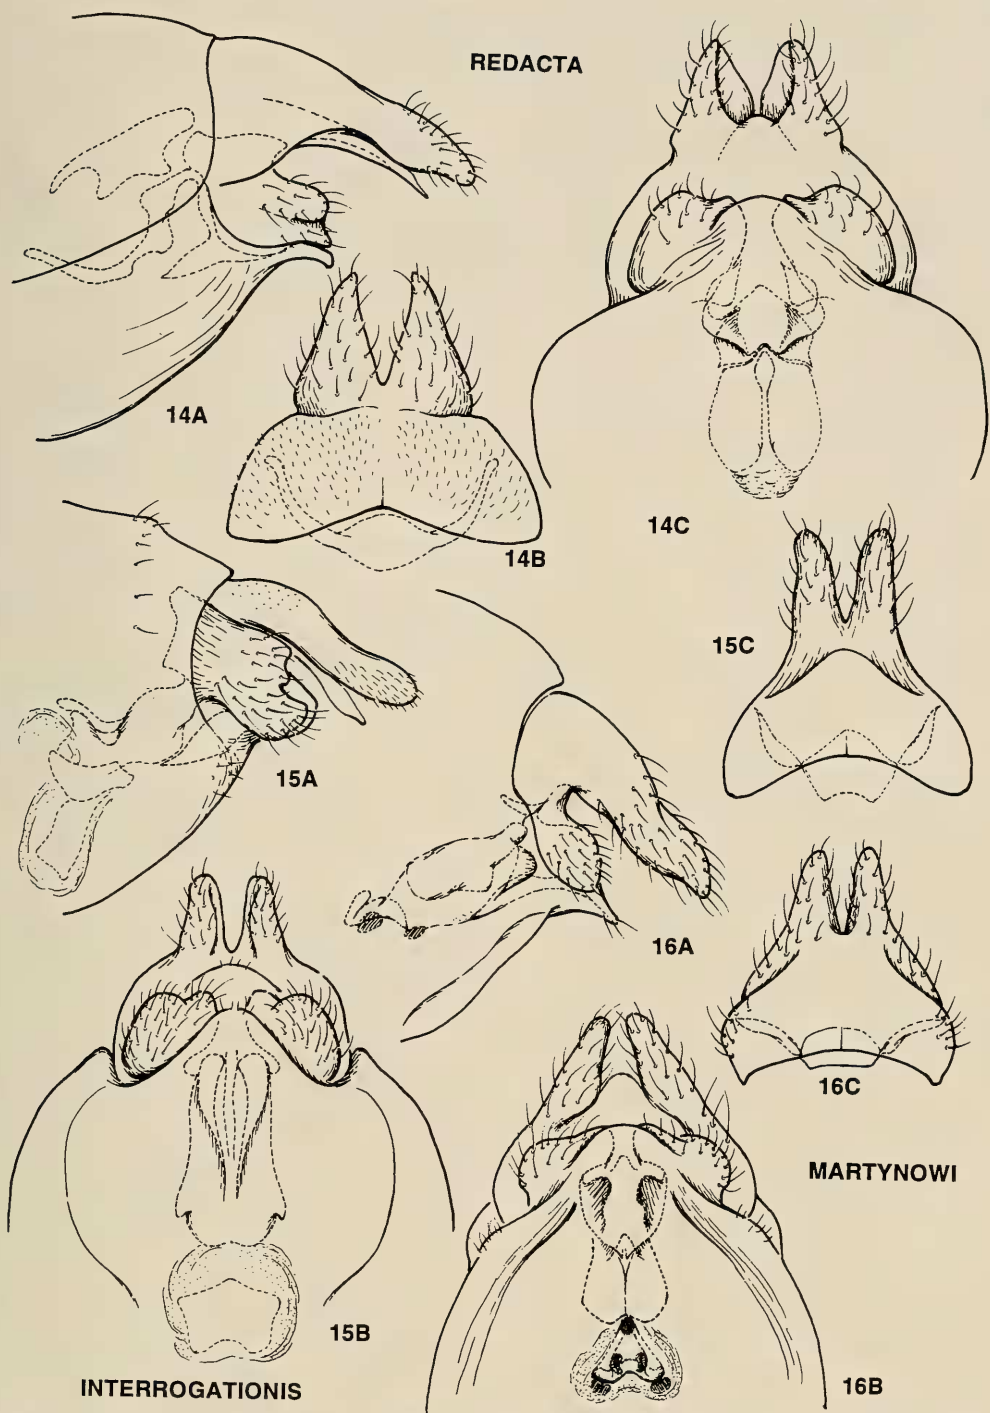 REDACTA
14A
14B
14C
15C
15A
16A
16C
MARTYNOWI
15B
INTERROGATIONIS
16B